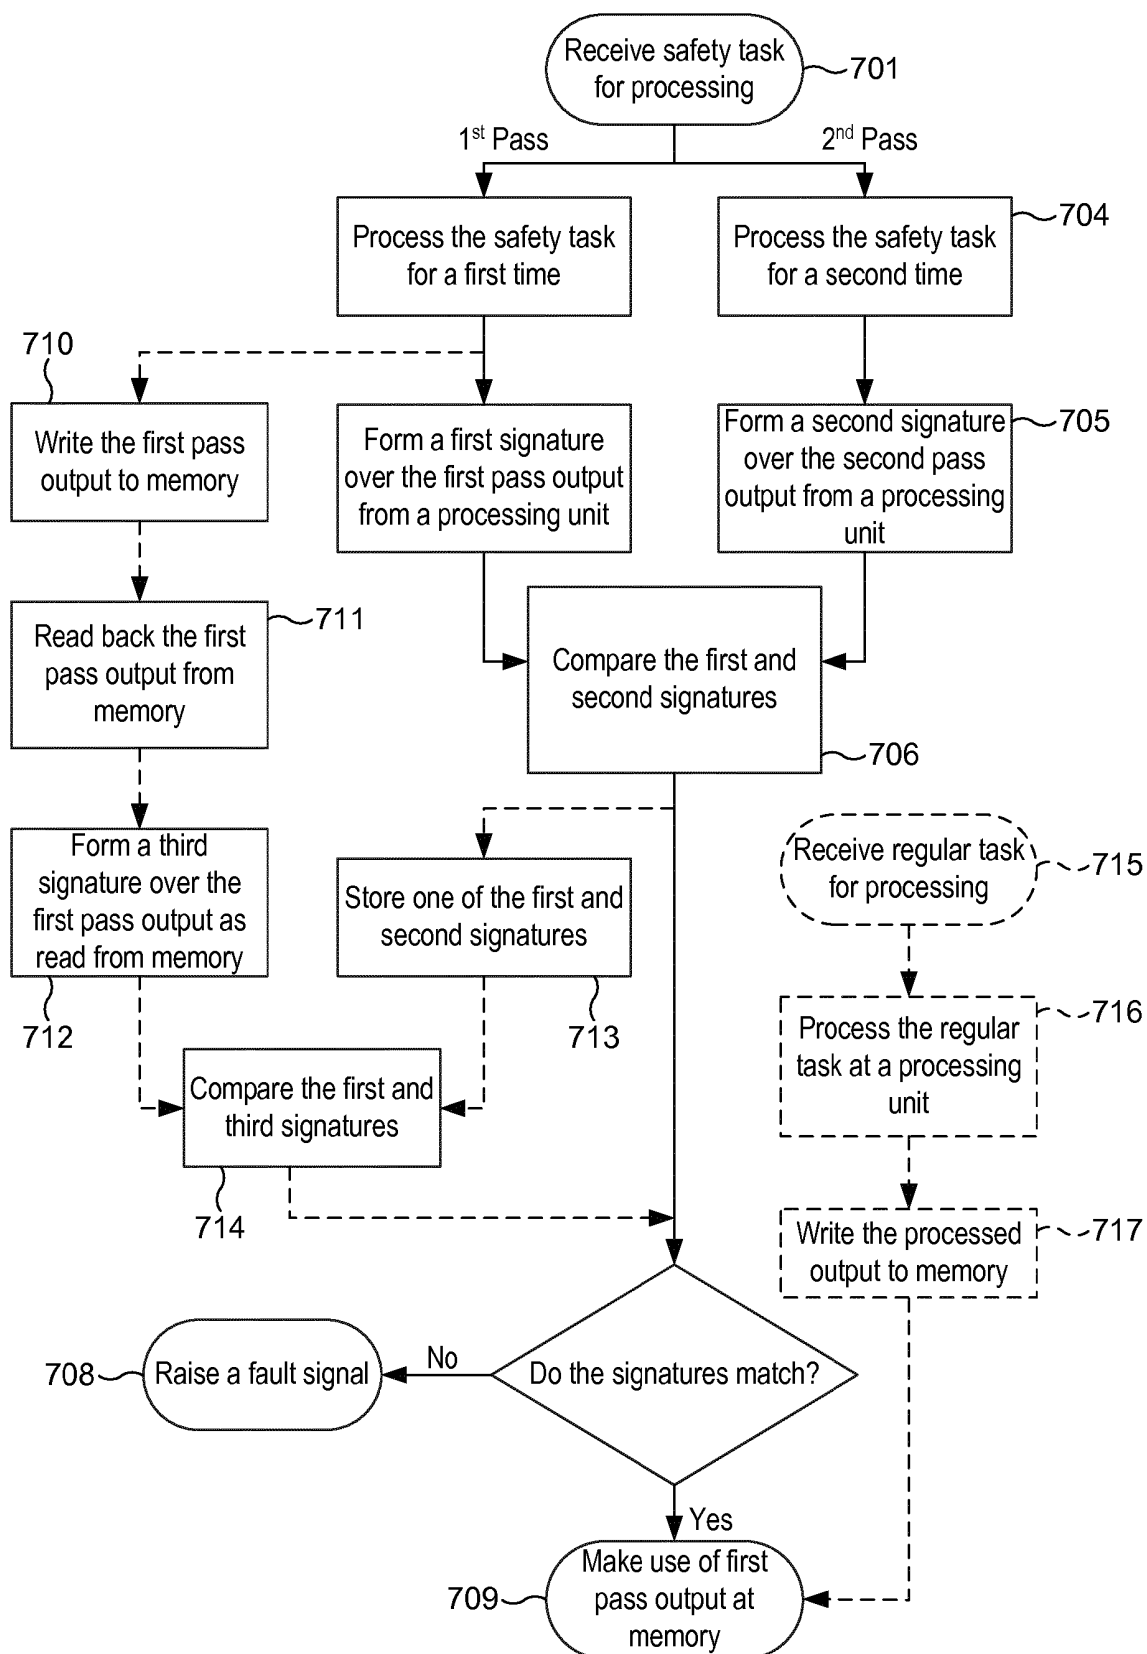 Receive safety task
for processing
701
1st Pass
2nd Pass
Process the safety task
for a first time
Process the safety task
for a second time
704
710
Write the first pass
output to memory
Form a first signature
over the first pass output
from a processing unit
Form a second signature
over the second pass
output from a processing
unit
705
Read back the first
pass output from
memory
711
Compare the first and
second signatures
706
Form a third
signature over the
first pass output as
read from memory
712
Store one of the first and
second signatures
713
Receive regular task
for processing
715
Process the regular
task at a processing
unit
716
Compare the first and
third signatures
714
Write the processed
output to memory
717
Do the signatures match?
No
Raise a fault signal
708
Yes
Make use of first
pass output at
memory
709